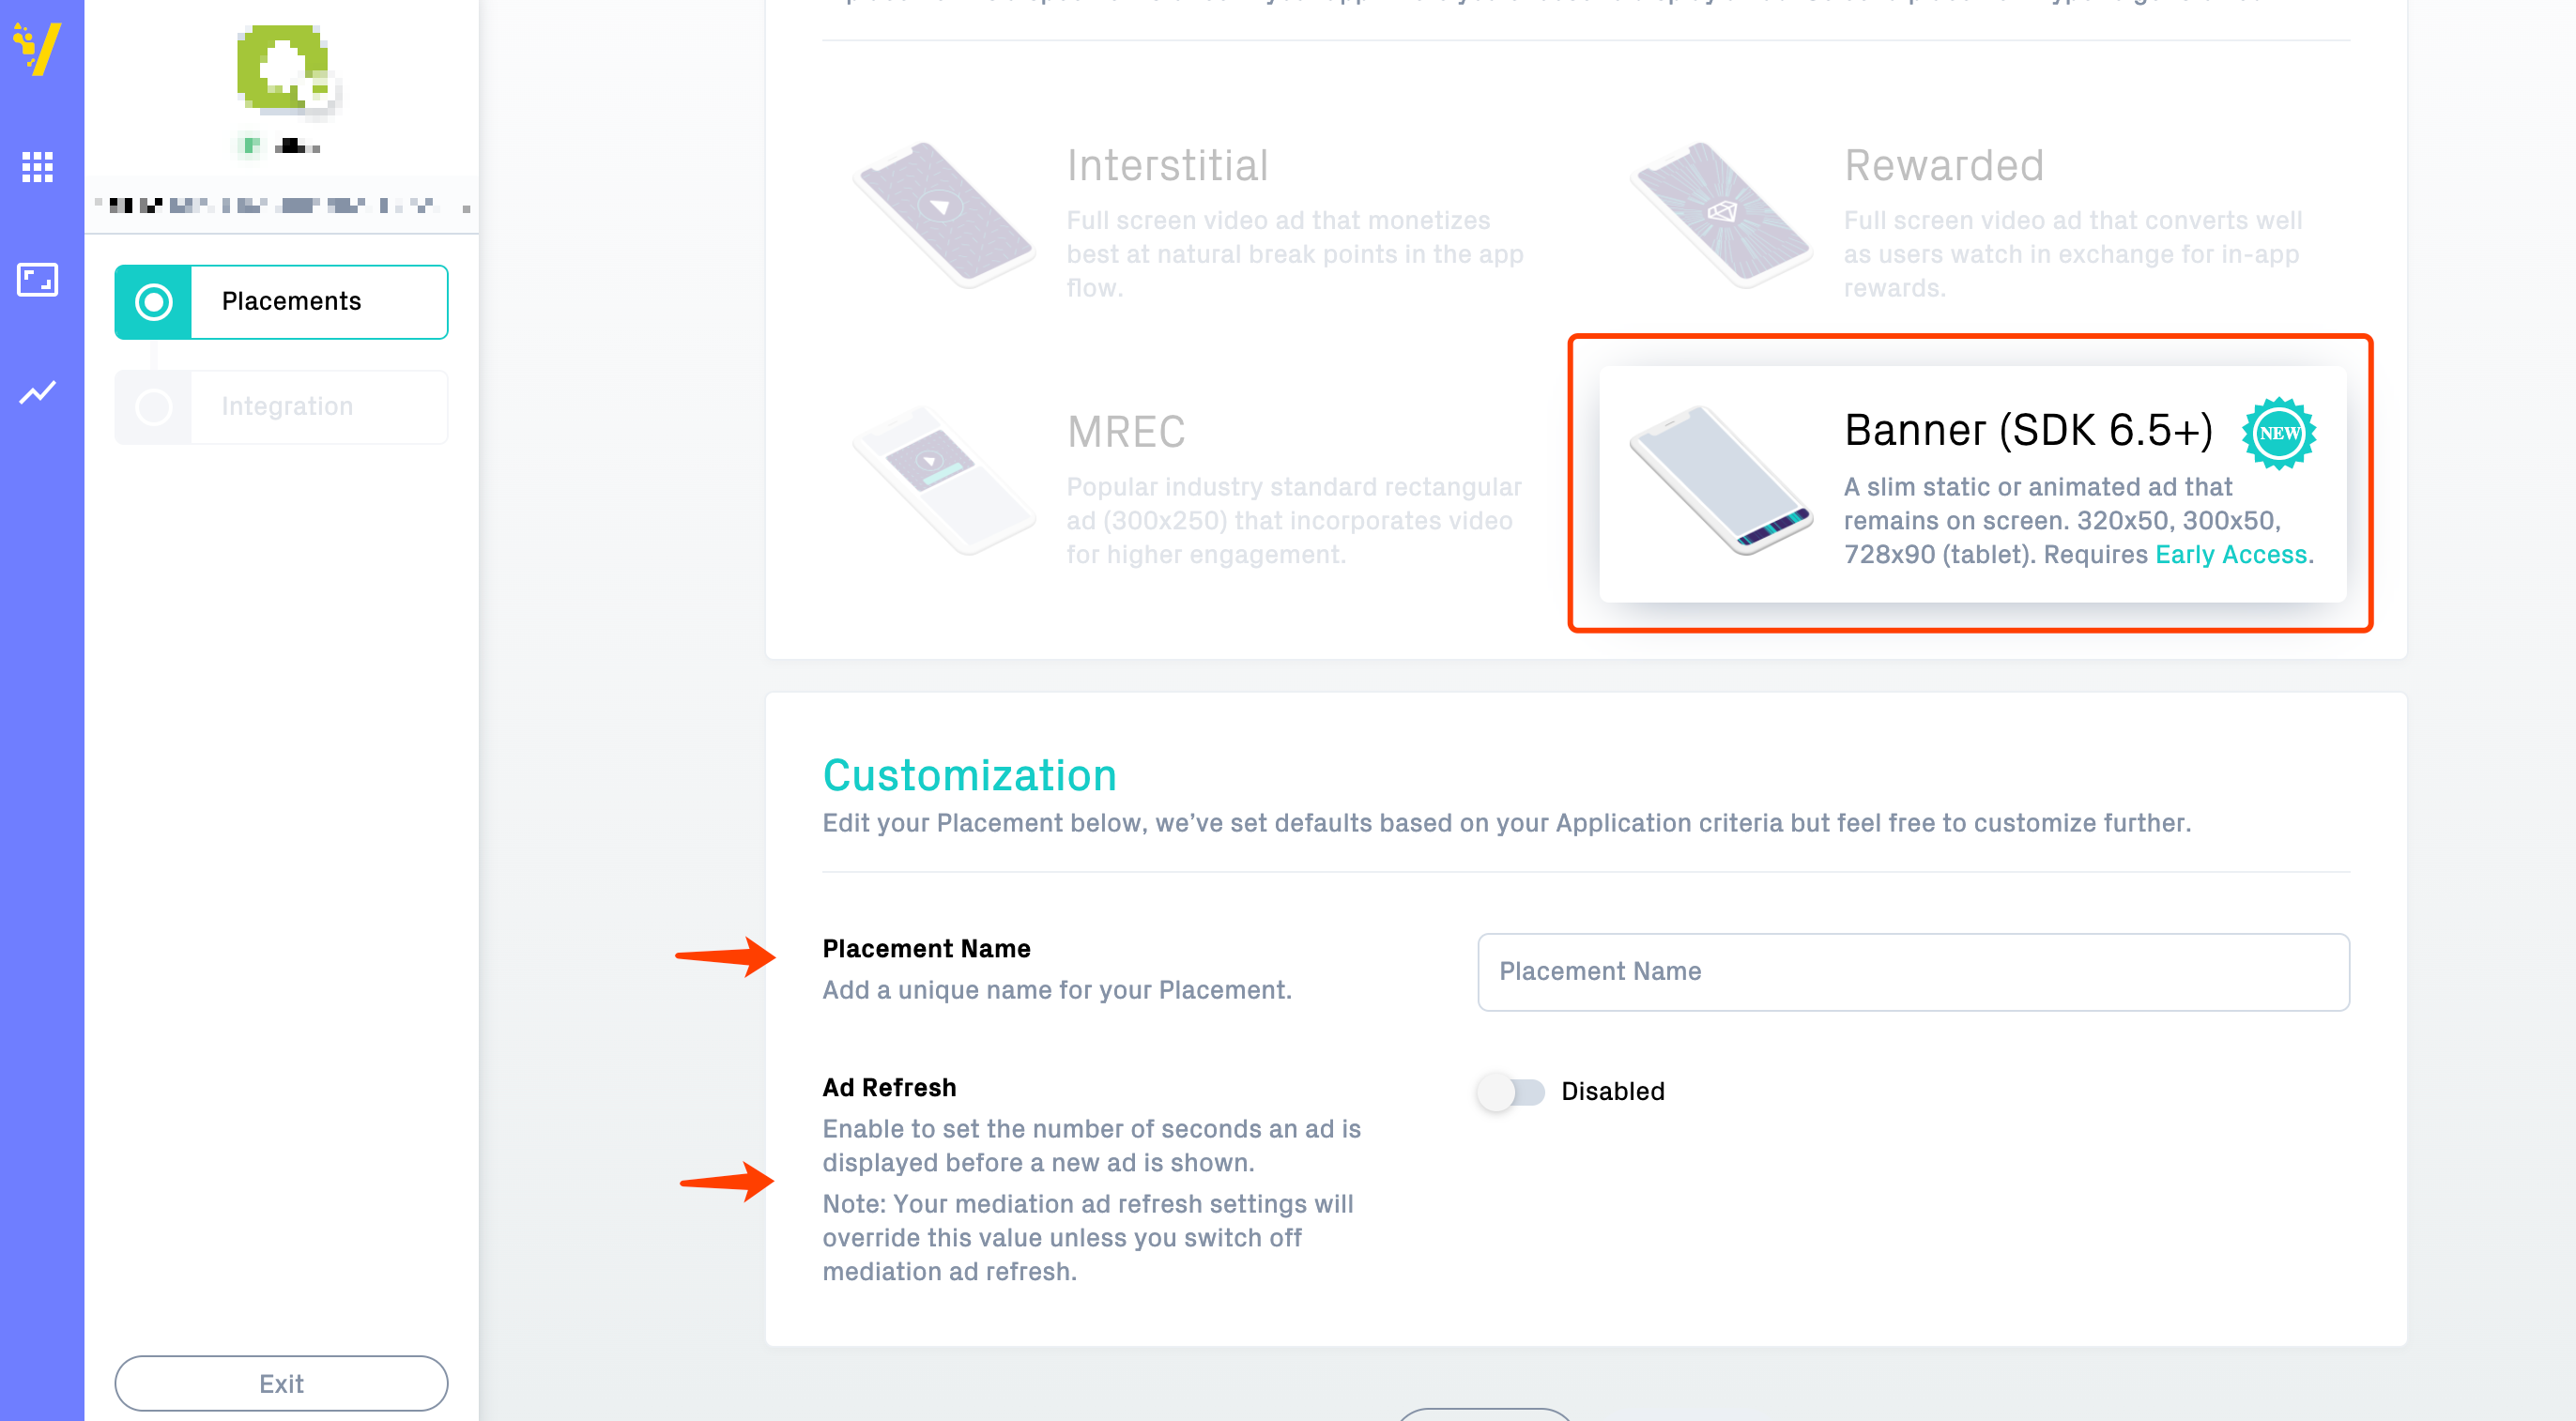 Placements
Integration
Exit
Interstitial
Full screen video ad that monetizes
best at natural break points in the app
flow.
Rewarded
Full screen video ad that converts well
as users watch in exchange for in-app
rewards.
MREC
Popular industry standard rectangular
ad (300x250) that incorporates video
for higher engagement.
Banner (SDK 6.5+)
NEW
A slim static or animated ad that
remains on screen. 320x50, 300x50,
728x90 (tablet). Requires Early Access.
Customization
Edit your Placement below, we’ve set defaults based on your Application criteria but feel free to customize further.
Placement Name
Add a unique name for your Placement.
Placement Name
Ad Refresh
Disabled
Enable to set the number of seconds an ad is
displayed before a new ad is shown.
Note: Your mediation ad refresh settings will
override this value unless you switch off
mediation ad refresh.